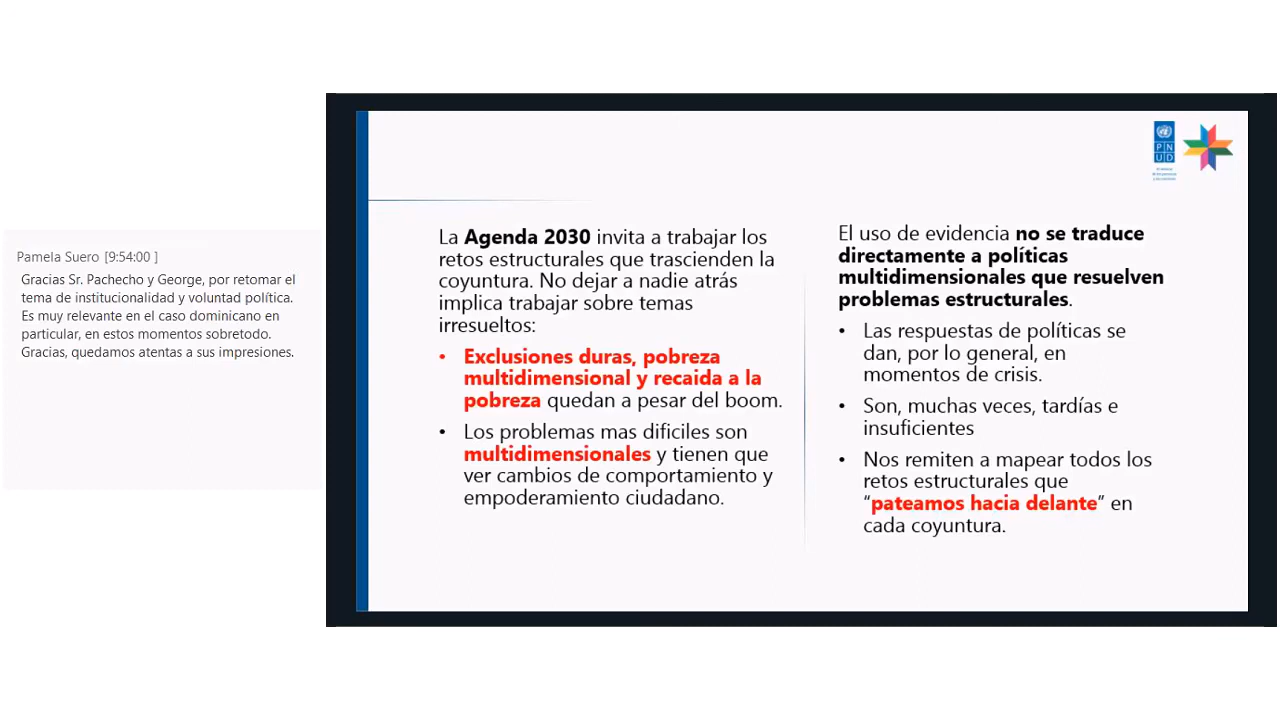 Pamela Suero [9:54:00 ]
Gracias Sr. Pachecho y George, por retomar el
tema de institucionalidad y voluntad política.
Es muy relevante en el caso dominicano en
particular, en estos momentos sobretodo.
Gracias, quedamos atentas a sus impresiones.
P N
U D
La Agenda 2030 invita a trabajar los
retos estructurales que trascienden la
coyuntura. No dejar a nadie atrás
implica trabajar sobre temas
irresueltos:
• Exclusiones duras, pobreza
multidimensional y recaida a la
pobreza quedan a pesar del boom.
• Los problemas mas dificiles son
multidimensionales y tienen que
ver cambios de comportamiento y
empoderamiento ciudadano.
El uso de evidencia no se traduce
directamente a políticas
multidimensionales que resuelven
problemas estructurales.
• Las respuestas de políticas se
dan, por lo general, en
momentos de crisis.
• Son, muchas veces, tardías e
insuficientes
• Nos remiten a mapear todos los
retos estructurales que
“pateamos hacia delante” en
cada coyuntura.